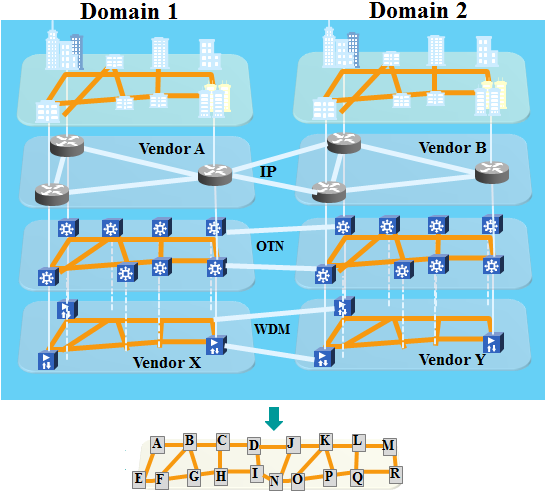 Domain 1 Domain 2
Vendor A Vendor B
IP
OTN
WDM
Vendor X Vendor Y
A B C D J K L M
E F G H I N O P Q R